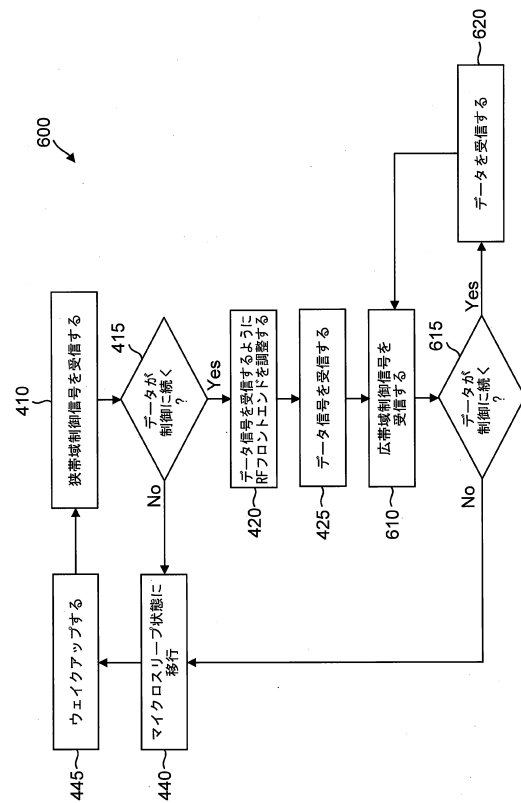 600
410
狭帯域制御信号を受信する
415
データが
制御に続く
?
Yes
No
データ信号を受信するように
RFフロントエンドを調整する
420
データ信号を受信する
425
広帯域制御信号を
受信する
610
615
データが
制御に続く
?
Yes
No
データを受信する
620
マイクロスリープ状態に
移行
440
ウェイクアップする
445